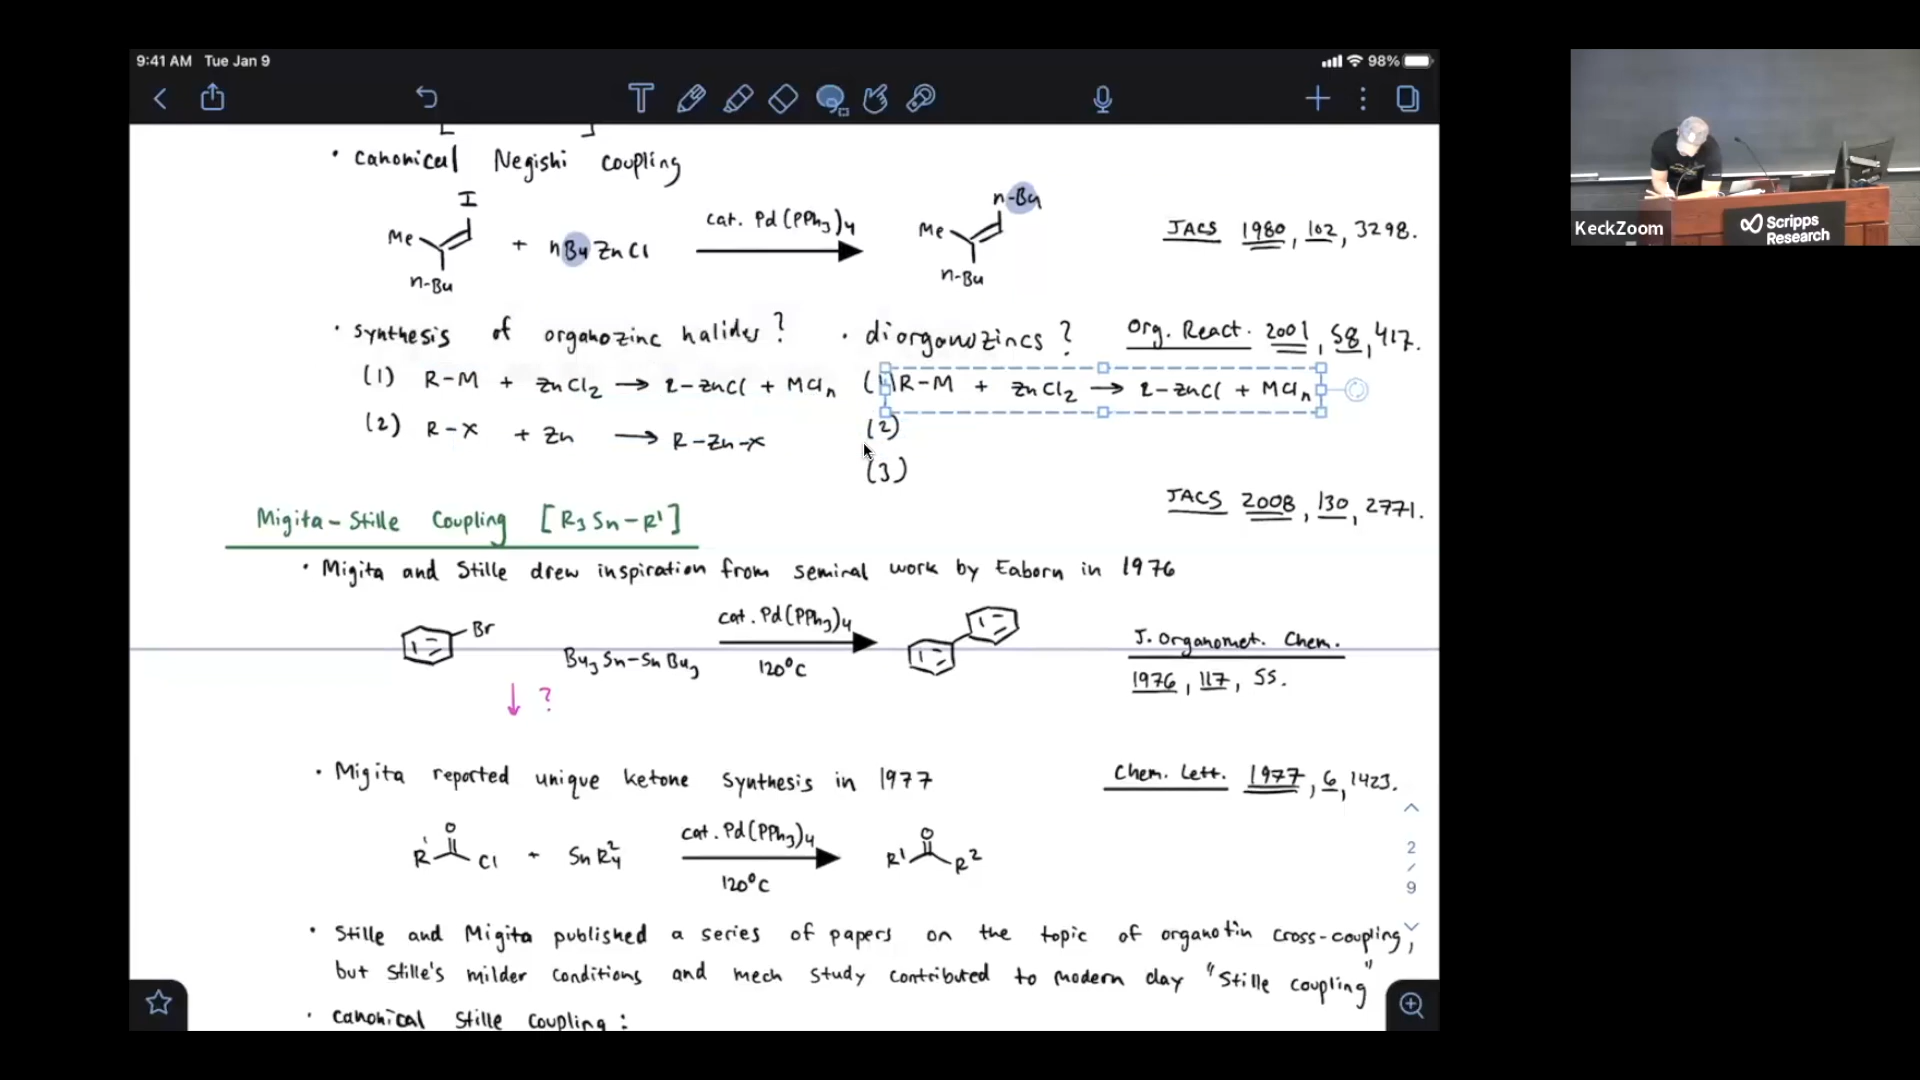 9:41 AM Tue Jan 9
98%
• canonical Negishi coupling
I
Me
n-Bu
+ nBuZnCl
cat. Pd(PPh3)4
n-Bu
Me
n-Bu
JACS 1980, 102, 3298.
• synthesis of organozinc halides?
(1) R-M + ZnCl2 → R-ZnCl + MCln
(2) R-X + Zn → R-Zn-X
• diorganozincs? Org. React. 2001, 58, 417.
(1) R-M + ZnCl2 → R-ZnCl + MCln
(2)
(3)
JACS 2008, 130, 2771.
Migita-Stille Coupling [R3Sn-R']
• Migita and Stille drew inspiration from seminal work by Eaborn in 1976
Br
Bu3Sn-SnBu3
cat. Pd(PPh3)4
120°C
J. Organomet. Chem.
1976, 117, 55.
↓ ?
• Migita reported unique ketone synthesis in 1977
Chem. Lett. 1977, 6, 1423.
O
R1 Cl + SnR24
cat. Pd(PPh3)4
120°C
O
R1 R2
2
/
9
• Stille and Migita published a series of papers on the topic of organotin cross-coupling,
but Stille's milder conditions and mech study contributed to modern day "Stille coupling"
• canonical Stille coupling:
KeckZoom
Scripps
Research